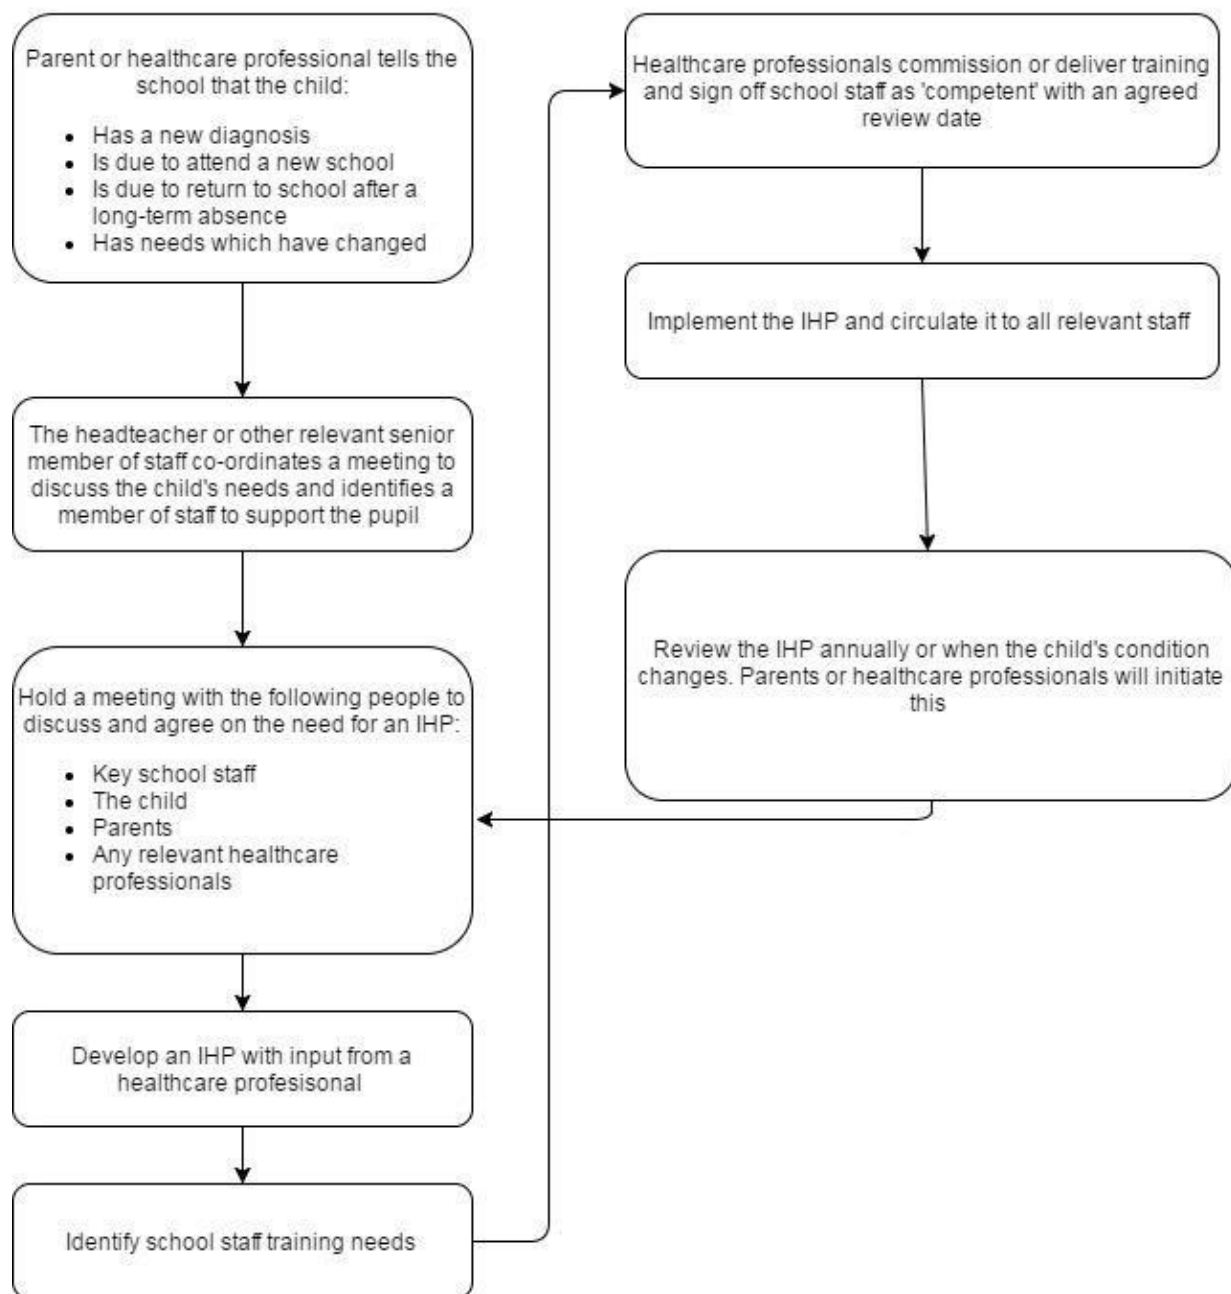 Parent or healthcare professional tells the
school that the child:
• Has a new diagnosis
• Is due to attend a new school
• Is due to return to school after a
long-term absence
• Has needs which have changed
The headteacher or other relevant senior
member of staff co-ordinates a meeting to
discuss the child's needs and identifies a
member of staff to support the pupil
Hold a meeting with the following people to
discuss and agree on the need for an IHP:
• Key school staff
• The child
• Parents
• Any relevant healthcare
professionals
Develop an IHP with input from a
healthcare profesisonal
Identify school staff training needs
Healthcare professionals commission or deliver training
and sign off school staff as 'competent' with an agreed
review date
Implement the IHP and circulate it to all relevant staff
Review the IHP annually or when the child's condition
changes. Parents or healthcare professionals will initiate
this